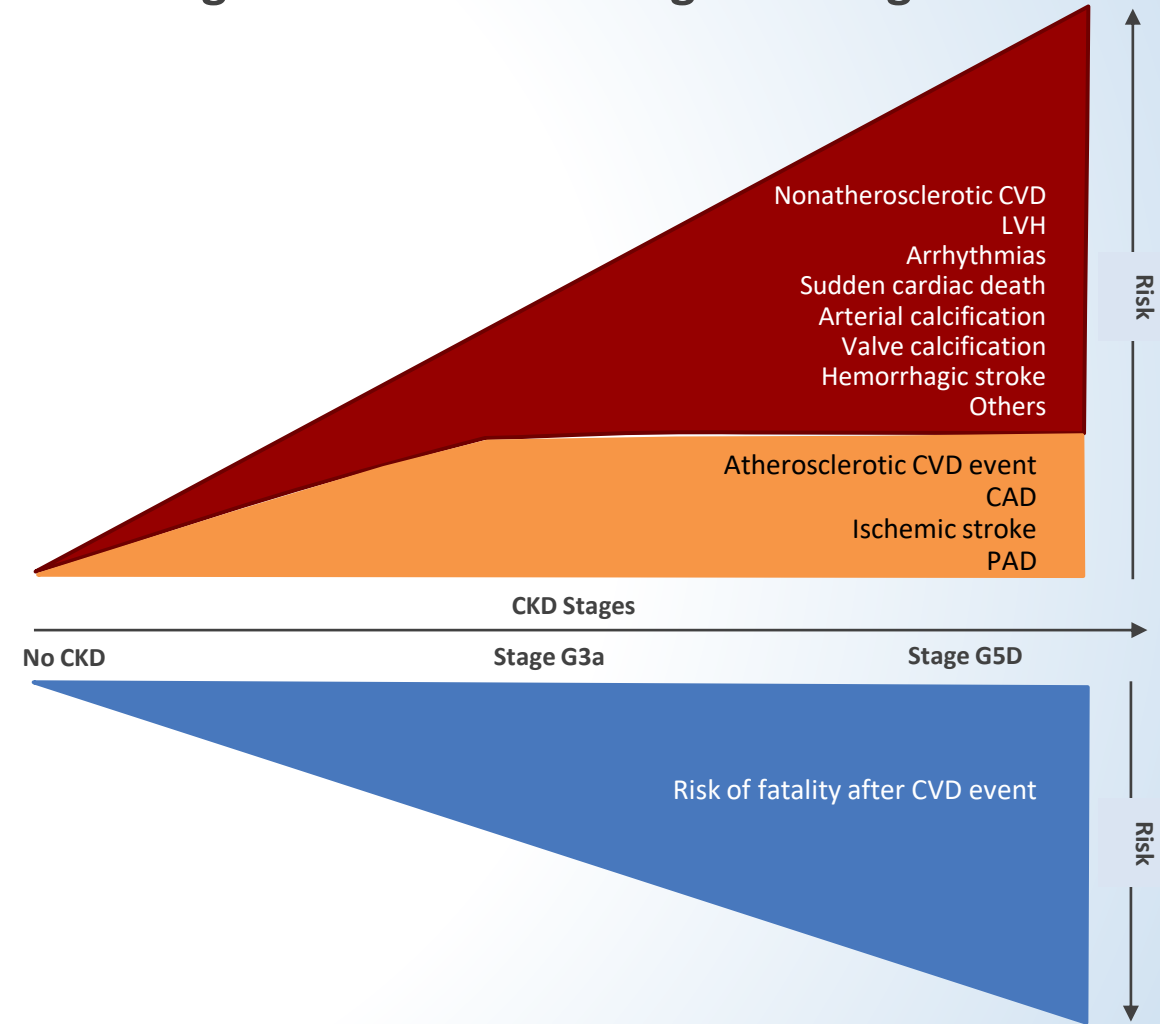 Nonatherosclerotic CVD
LVH
Arrhythmias
Sudden cardiac death
Arterial calcification
Valve calcification
Hemorrhagic stroke
Others
Risk
Atherosclerotic CVD event
CAD
Ischemic stroke
PAD
CKD Stages
No CKD
Stage G3a
Stage G5D
Risk of fatality after CVD event
Risk